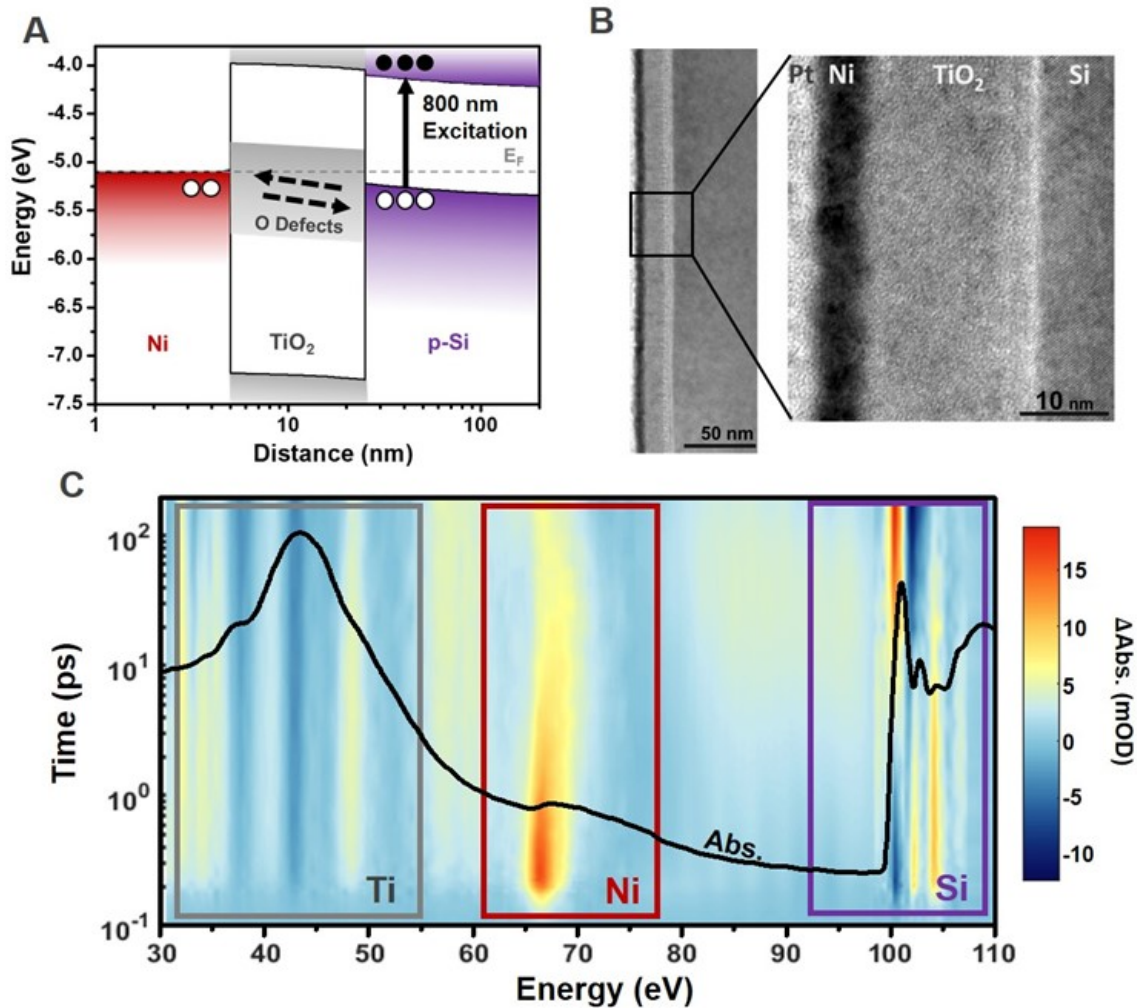 A
Energy (eV)
-4.0
-4.5
-5.0
-5.5
-6.0
-6.5
-7.0
-7.5
800 nm
Excitation
E_F
O Defects
Ni
TiO₂
p-Si
1
10
100
Distance (nm)
B
Pt Ni TiO₂ Si
50 nm
10 nm
C
Time (ps)
10²
10¹
10⁰
10⁻¹
Abs.
Ti
Ni
Si
30 40 50 60 70 80 90 100 110
Energy (eV)
15
10
5
0
-5
-10
ΔAbs. (mOD)